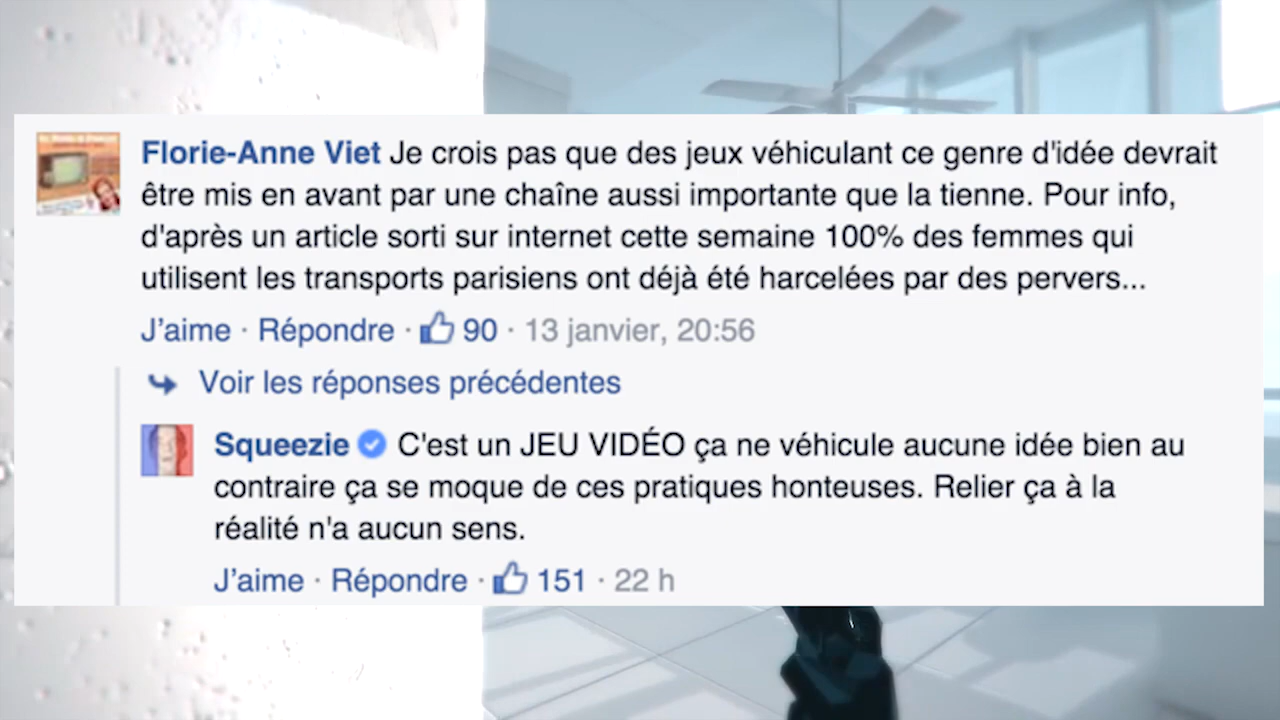 Florie-Anne Viet Je crois pas que des jeux véhiculant ce genre d'idée devrait
être mis en avant par une chaîne aussi importante que la tienne. Pour info,
d'après un article sorti sur internet cette semaine 100% des femmes qui
utilisent les transports parisiens ont déjà été harcelées par des pervers...
J'aime · Répondre · 90 · 13 janvier, 20:56
Voir les réponses précédentes
Squeezie C'est un JEU VIDÉO ça ne véhicule aucune idée bien au
contraire ça se moque de ces pratiques honteuses. Relier ça à la
réalité n'a aucun sens.
J'aime · Répondre · 151 · 22 h